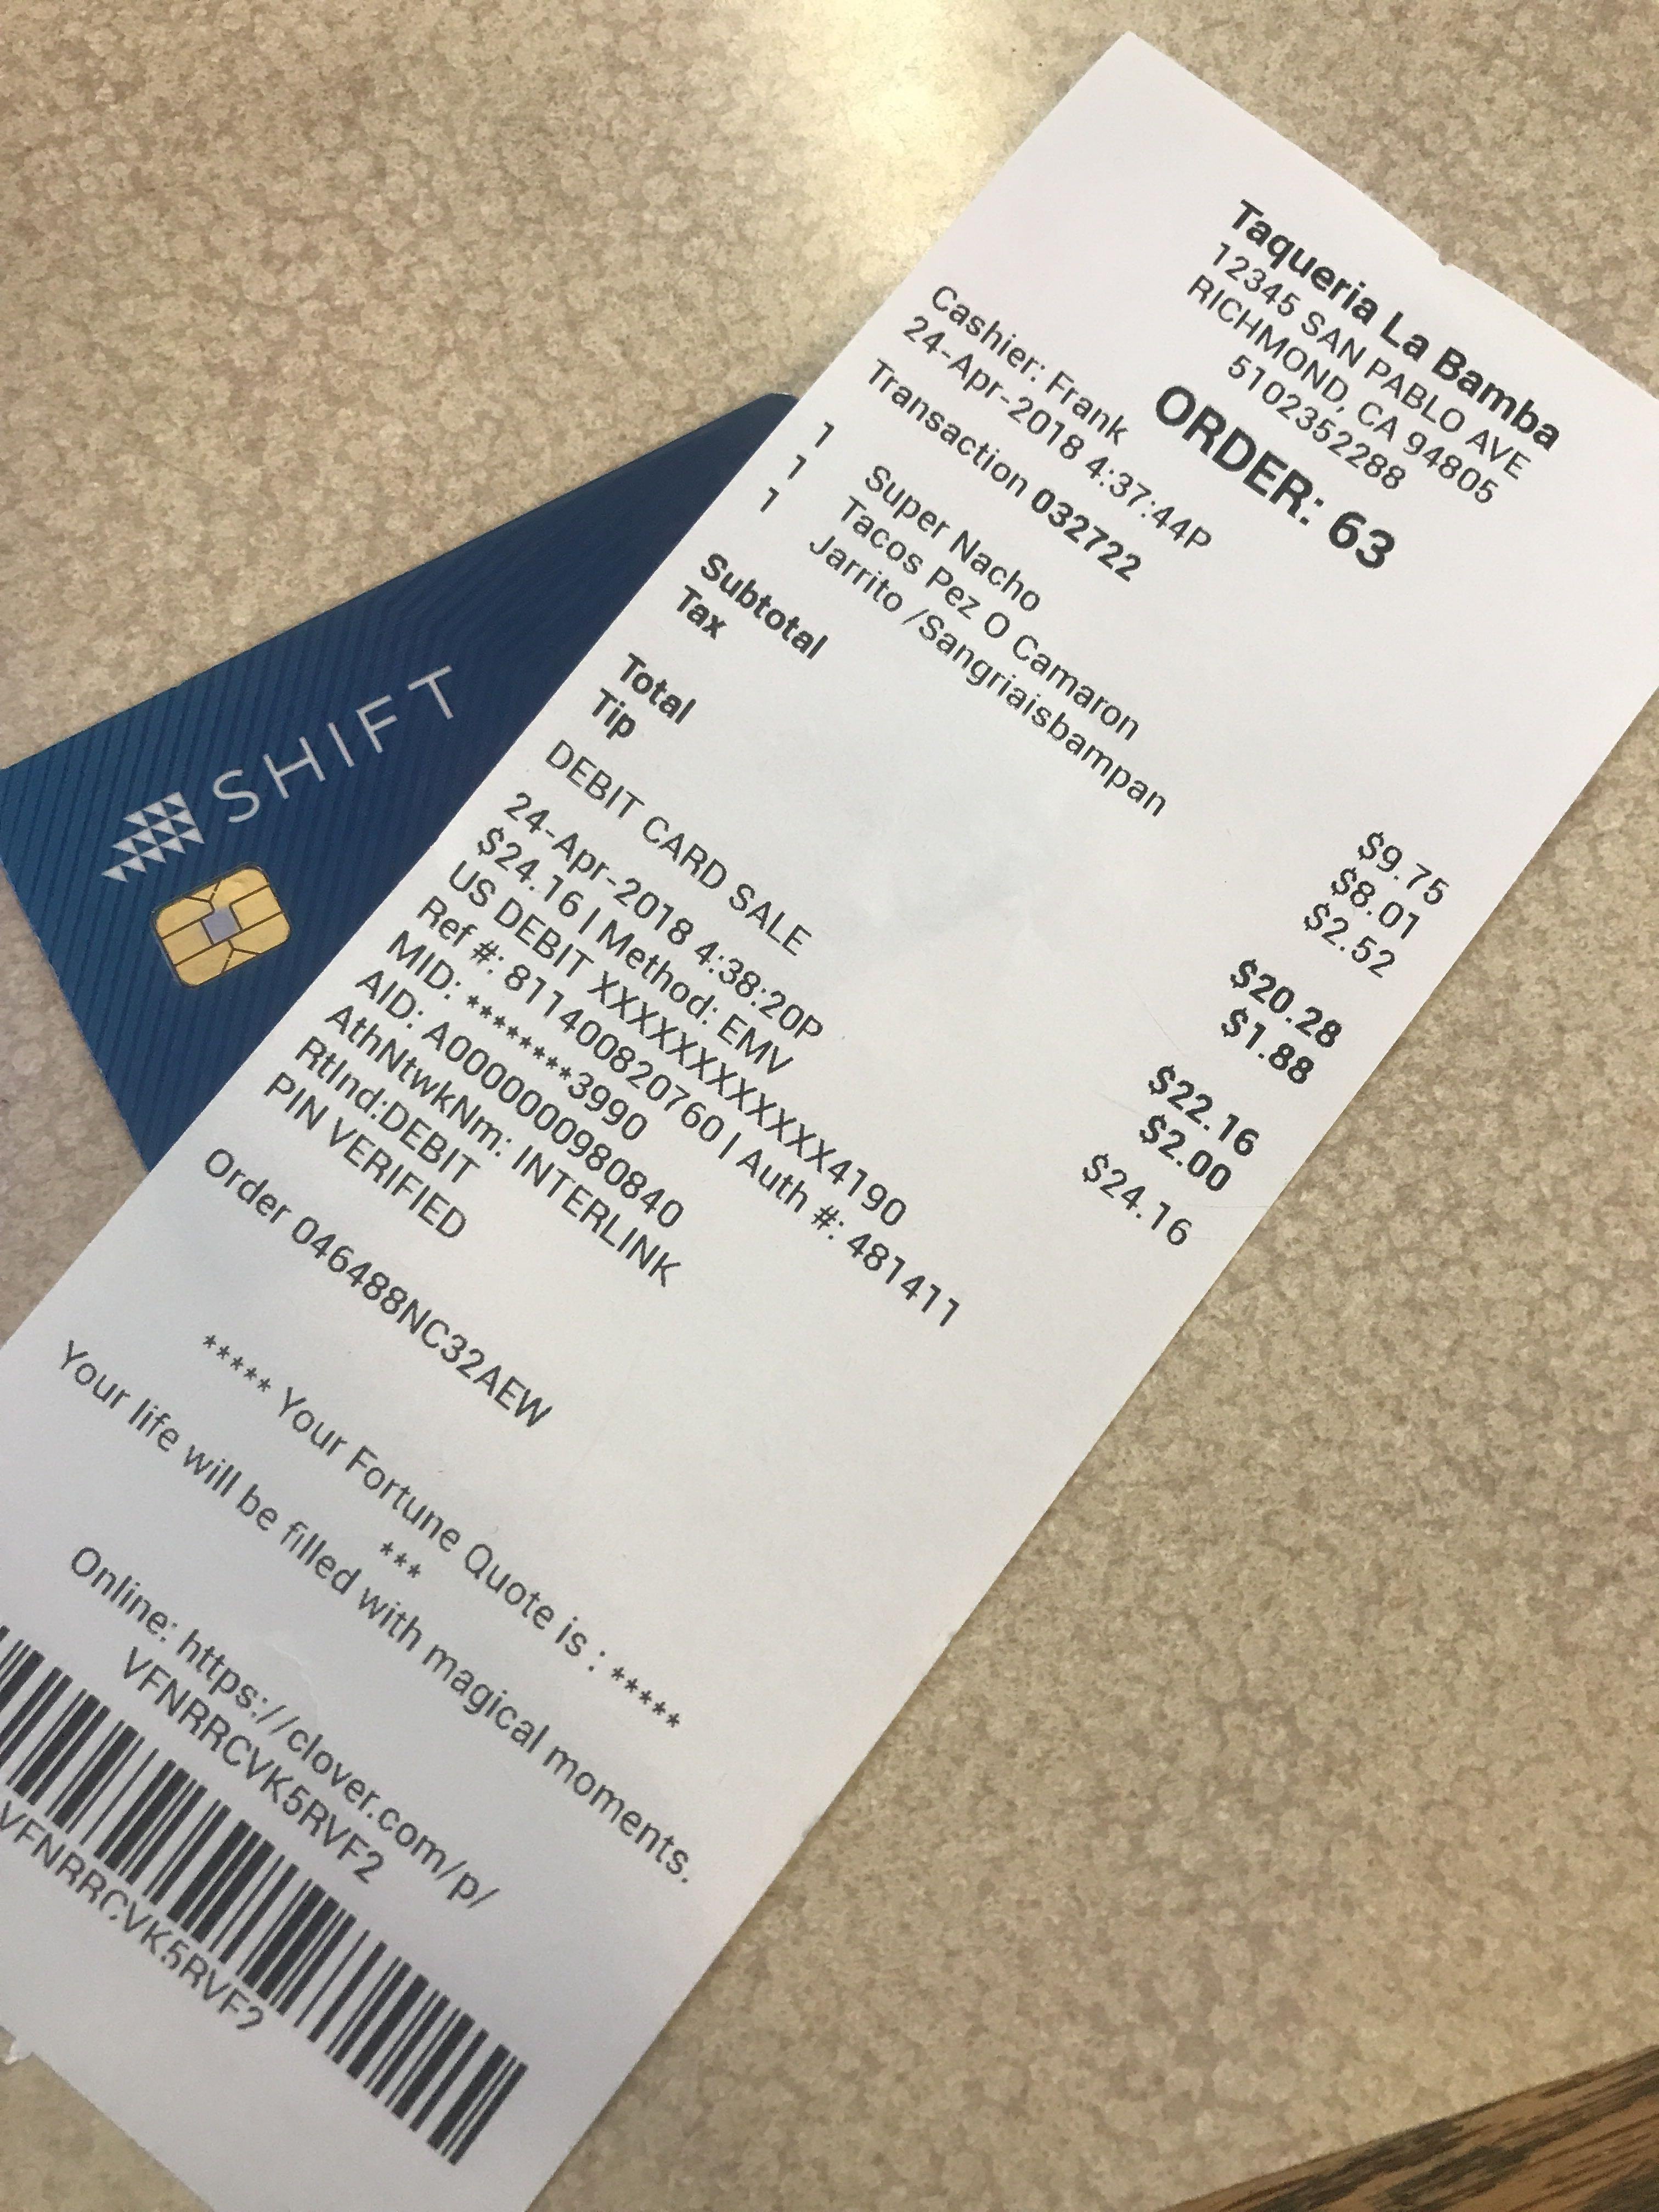 Taqueria La Bamba
12345 SAN PABLO AVE
RICHMOND, CA 94805
5102352288
ORDER: 63
Cashier: Frank
24-Apr-2018 4:37:44P
Transaction 032722
1 Super Nacho $9.75
1 Tacos Pez O Camaron $8.01
1 Jarrito /Sangriaisbampan $2.52
Subtotal $20.28
Tax $1.88
Total $22.16
Tip $2.00
DEBIT CARD SALE $24.16
24-Apr-2018 4:38:20P
$24.16 | Method: EMV
US DEBIT XXXXXXXXXXXX4190
Ref #: 811400820760 | Auth #: 481411
MID: ********3990
AID: A0000000980840
AthNtwkNm: INTERLINK
RtInd:DEBIT
PIN VERIFIED
Order 046488NC32AEW
***** Your Fortune Quote is : *****
***
Your life will be filled with magical moments.
Online: https://clover.com/p/
VFNRRCVK5RVF2
VFNRRCVK5RVF2
SHIFT